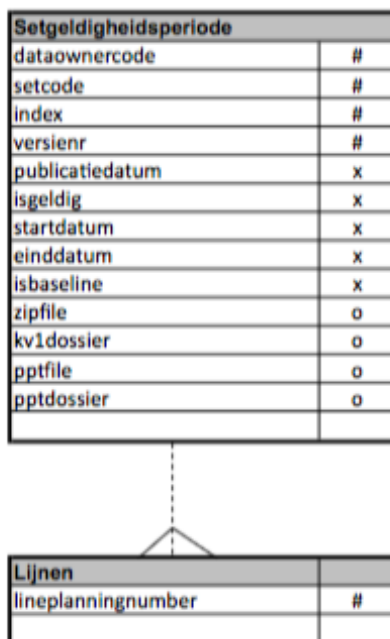 Setgeldigheidsperiode
dataownercode #
setcode #
index #
versienr #
publicatiedatum x
isgeldig x
startdatum x
einddatum x
isbaseline x
zipfile o
kv1dossier o
pptfile o
pptdossier o
Lijnen
lineplanningnumber #